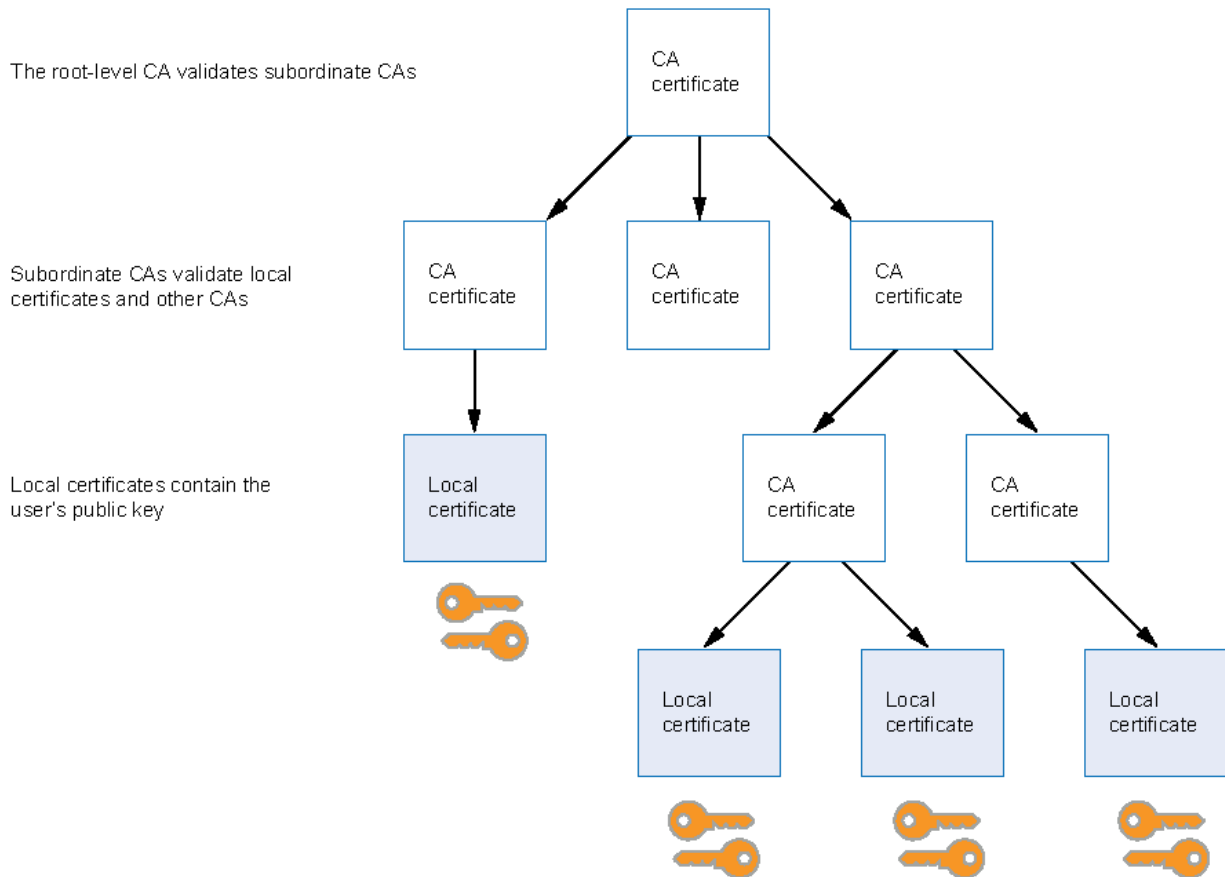 The root-level CA validates subordinate CAs
CA
certificate
Subordinate CAs validate local
certificates and other CAs
CA
certificate
CA
certificate
CA
certificate
Local certificates contain the
user's public key
Local
certificate
CA
certificate
CA
certificate
Local
certificate
Local
certificate
Local
certificate